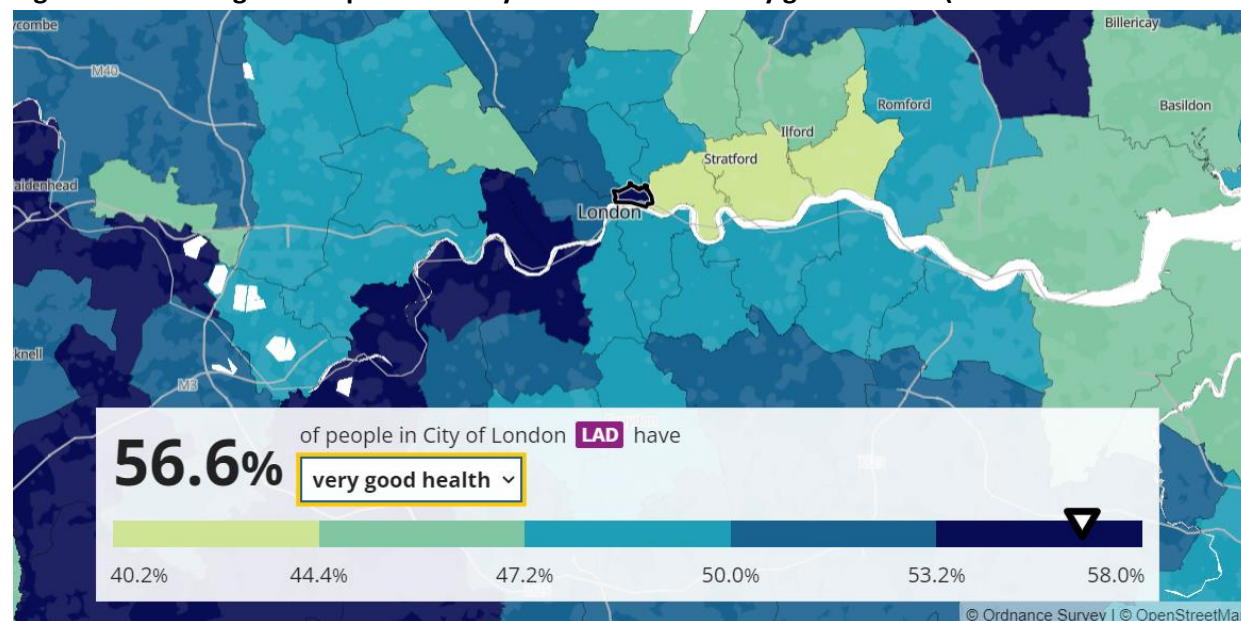 ycombe
Billericay
M40
Romford
Basildon
Ilford
Stratford
aidenhead
London
knell
M3
of people in City of London LAD have
56.6%
very good health
40.2% 44.4% 47.2% 50.0% 53.2% 58.0%
© Ordnance Survey | © OpenStreetMa